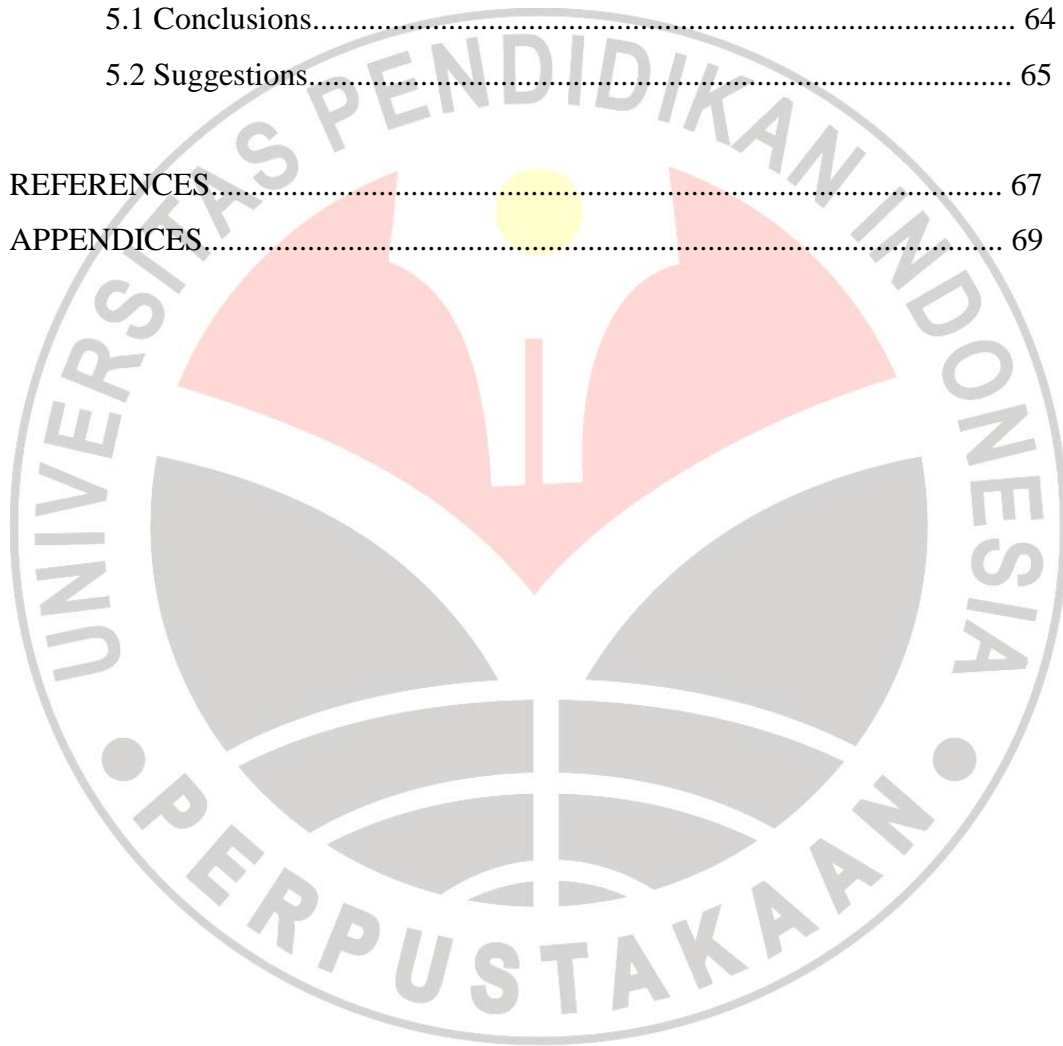 5.1 Conclusions.................................................................................................... 64
5.2 Suggestions.................................................................................................... 65
REFERENCES................................................................................................................ 67
APPENDICES................................................................................................................. 69
UNIVERSITAS PENDIDIKAN INDONESIA
PERPUSTAKAAN